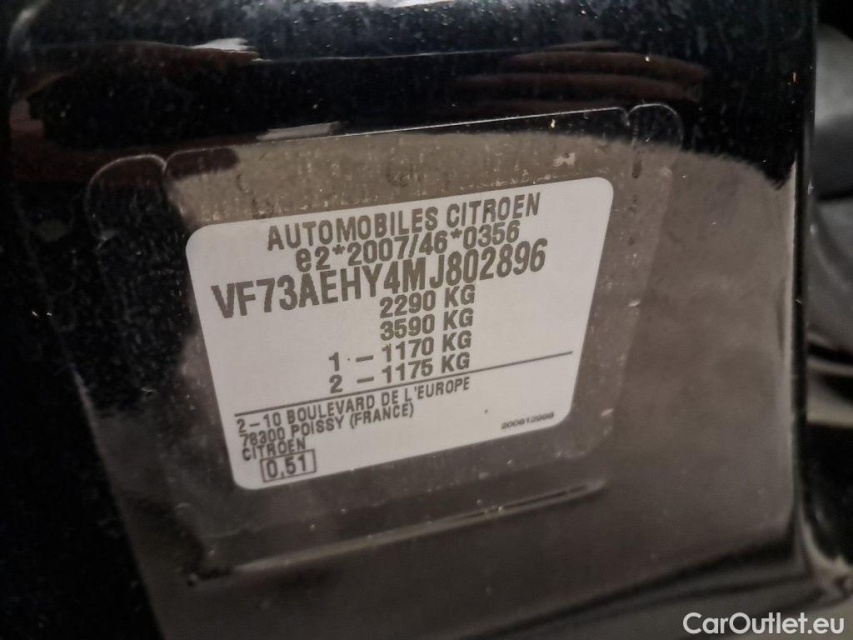 AUTOMOBILES CITROEN
e2*2007/46*0356
VF73AEHY4MJ802896
2290 KG
3590 KG
1 - 1170 KG
2 - 1175 KG
2-10 BOULEVARD DE L'EUROPE
78300 POISSY (FRANCE)
CITROEN
0,51
CarOutlet.eu